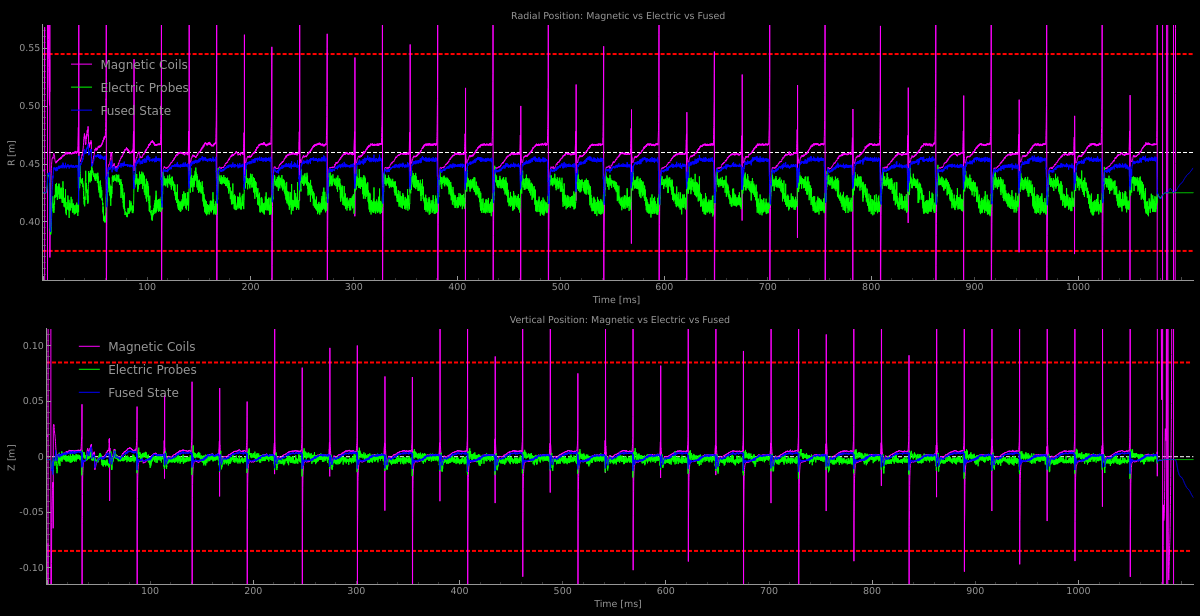 Radial Position: Magnetic vs Electric vs Fused
0.55
0.50
0.45
0.40
R [m]
Magnetic Coils
Electric Probes
Fused State
100 200 300 400 500 600 700 800 900 1000
Time [ms]
Vertical Position: Magnetic vs Electric vs Fused
0.10
0.05
0
-0.05
-0.10
Z [m]
Magnetic Coils
Electric Probes
Fused State
100 200 300 400 500 600 700 800 900 1000
Time [ms]